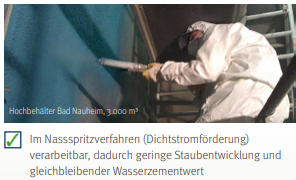 Hochbehälter Bad Nauheim, 3.000 m³
Im Nassspritzverfahren (Dichtstromförderung)
verarbeitbar, dadurch geringe Staubentwicklung und
gleichbleibender Wasserzementwert